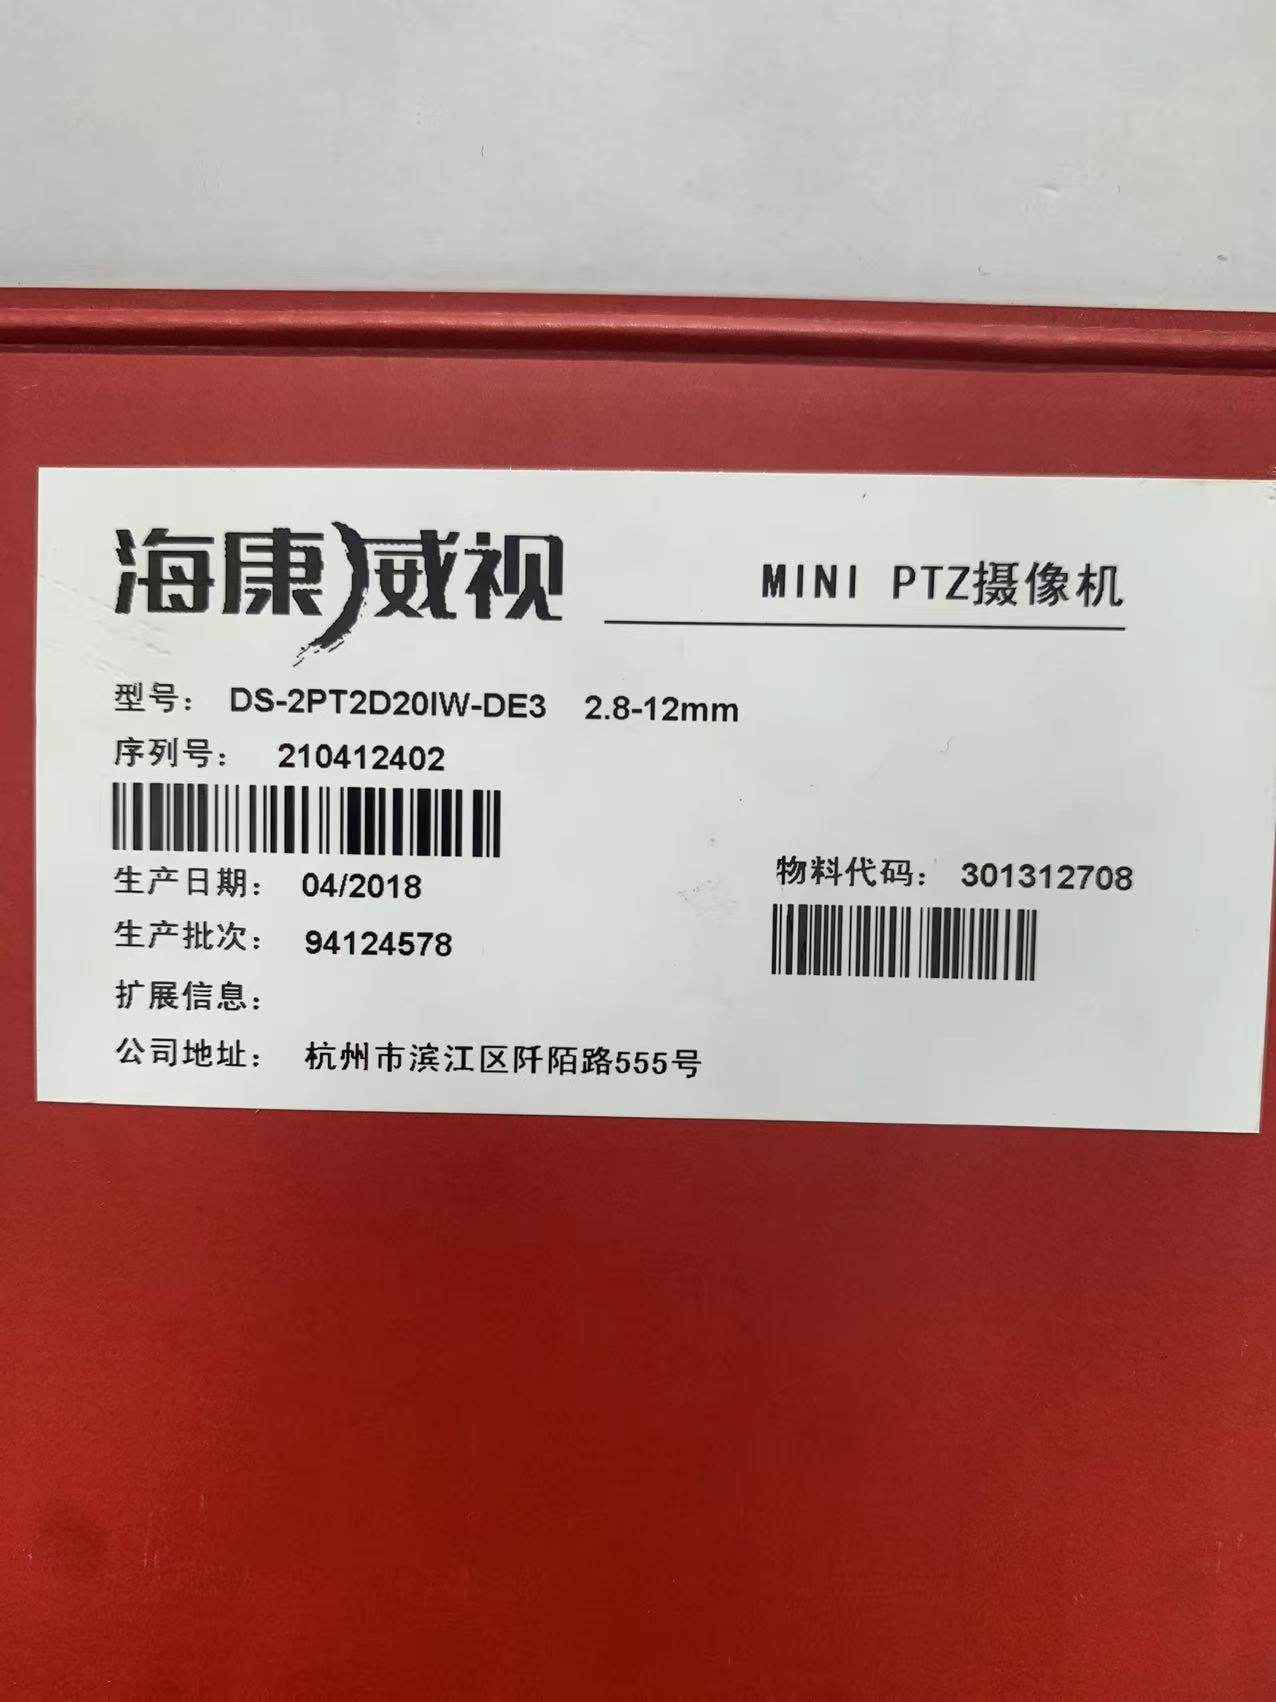 海康威视
MINI PTZ摄像机
型号： DS-2PT2D20IW-DE3 2.8-12mm
序列号： 210412402
生产日期： 04/2018
物料代码： 301312708
生产批次： 94124578
扩展信息：
公司地址： 杭州市滨江区阡陌路555号